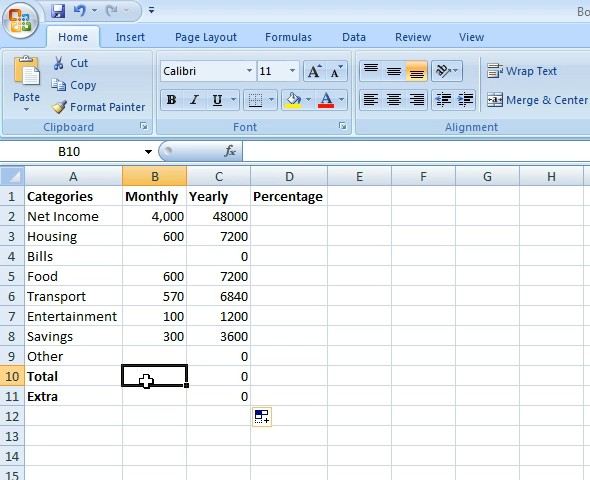 Bo
Home Insert Page Layout Formulas Data Review View
Paste
Cut
Copy
Format Painter
Clipboard
Calibri 11 A A
B I U A
Font
Wrap Text
Merge & Center
Alignment
B10 fx
A B C D E F G H
1 Categories Monthly Yearly Percentage
2 Net Income 4,000 48000
3 Housing 600 7200
4 Bills 0
5 Food 600 7200
6 Transport 570 6840
7 Entertainment 100 1200
8 Savings 300 3600
9 Other 0
10 Total 0
11 Extra 0
12
13
14
15